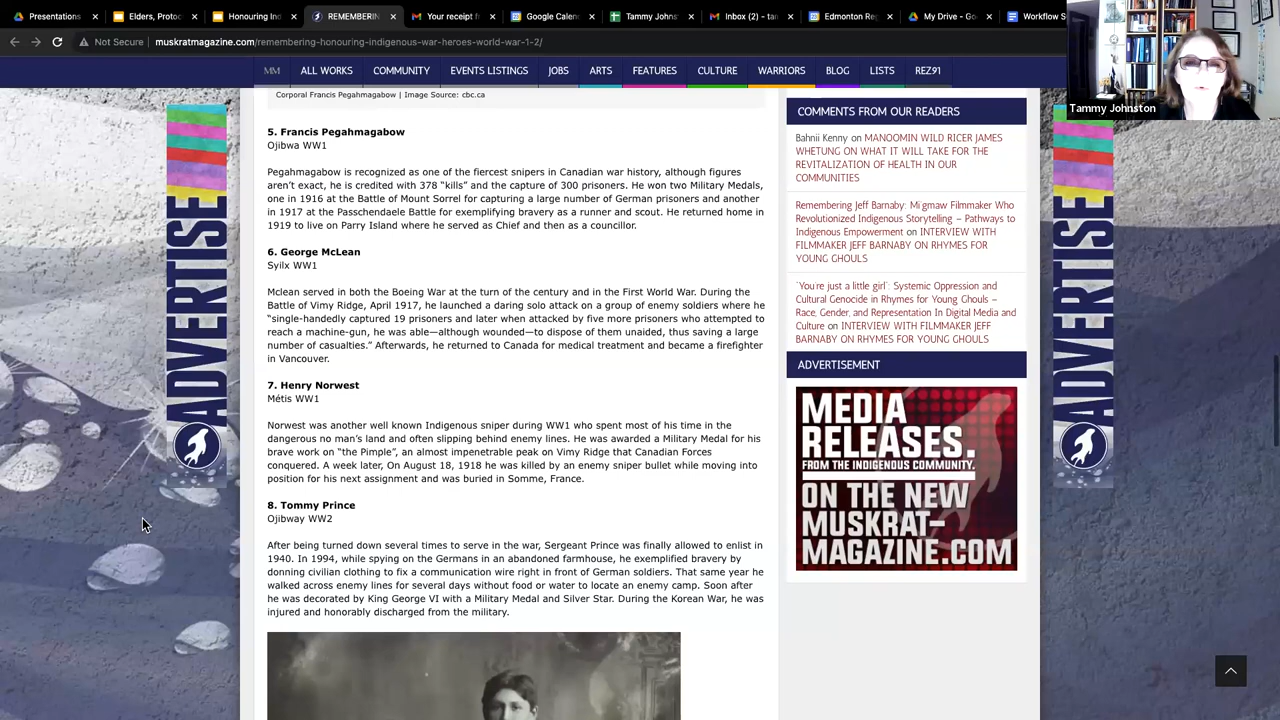 Presentations
Elders, Proto
Honouring Ind
REMEMBERIN
Your receipt f
Google Calen
Tammy Johns
Inbox (2) – ta
Edmonton Re
My Drive – Go
Workflow S
Not Secure
muskratmagazine.com/remembering-honouring-indigenous-war-heroes-world-war-1-2/
Tammy Johnston
MM ALL WORKS COMMUNITY EVENTS LISTINGS JOBS ARTS FEATURES CULTURE WARRIORS BLOG LISTS REZ91
Corporal Francis Pegahmagabow | Image Source: cbc.ca
5. Francis Pegahmagabow
Ojibwa WW1
Pegahmagabow is recognized as one of the fiercest snipers in Canadian war history, although figures
aren't exact, he is credited with 378 "kills" and the capture of 300 prisoners. He won two Military Medals,
one in 1916 at the Battle of Mount Sorrel for capturing a large number of German prisoners and another
in 1917 at the Passchendaele Battle for exemplifying bravery as a runner and scout. He returned home in
1919 to live on Parry Island where he served as Chief and then as a councillor.
6. George McLean
Syilx WW1
Mclean served in both the Boeing War at the turn of the century and in the First World War. During the
Battle of Vimy Ridge, April 1917, he launched a daring solo attack on a group of enemy soldiers where he
"single-handedly captured 19 prisoners and later when attacked by five more prisoners who attempted to
reach a machine-gun, he was able—although wounded—to dispose of them unaided, thus saving a large
number of casualties." Afterwards, he returned to Canada for medical treatment and became a firefighter
in Vancouver.
7. Henry Norwest
Métis WW1
Norwest was another well known Indigenous sniper during WW1 who spent most of his time in the
dangerous no man's land and often slipping behind enemy lines. He was awarded a Military Medal for his
brave work on "the Pimple", an almost impenetrable peak on Vimy Ridge that Canadian Forces
conquered. A week later, On August 18, 1918 he was killed by an enemy sniper bullet while moving into
position for his next assignment and was buried in Somme, France.
8. Tommy Prince
Ojibway WW2
After being turned down several times to serve in the war, Sergeant Prince was finally allowed to enlist in
1940. In 1994, while spying on the Germans in an abandoned farmhouse, he exemplified bravery by
donning civilian clothing to fix a communication wire right in front of German soldiers. That same year he
walked across enemy lines for several days without food or water to locate an enemy camp. Soon after
he was decorated by King George VI with a Military Medal and Silver Star. During the Korean War, he was
injured and honorably discharged from the military.
COMMENTS FROM OUR READERS
Bahnii Kenny on MANOOMIN WILD RICER JAMES
WHETUNG ON WHAT IT WILL TAKE FOR THE
REVITALIZATION OF HEALTH IN OUR
COMMUNITIES
Remembering Jeff Barnaby: Mi'gmaw Filmmaker Who
Revolutionized Indigenous Storytelling – Pathways to
Indigenous Empowerment on INTERVIEW WITH
FILMMAKER JEFF BARNABY ON RHYMES FOR
YOUNG GHOULS
"You're just a little girl": Systemic Oppression and
Cultural Genocide in Rhymes for Young Ghouls –
Race, Gender, and Representation In Digital Media and
Culture on INTERVIEW WITH FILMMAKER JEFF
BARNABY ON RHYMES FOR YOUNG GHOULS
ADVERTISEMENT
MEDIA
RELEASES.
FROM THE INDIGENOUS COMMUNITY.
ON THE NEW
MUSKRAT–
MAGAZINE.COM
ADVERTISE
ADVERTISE